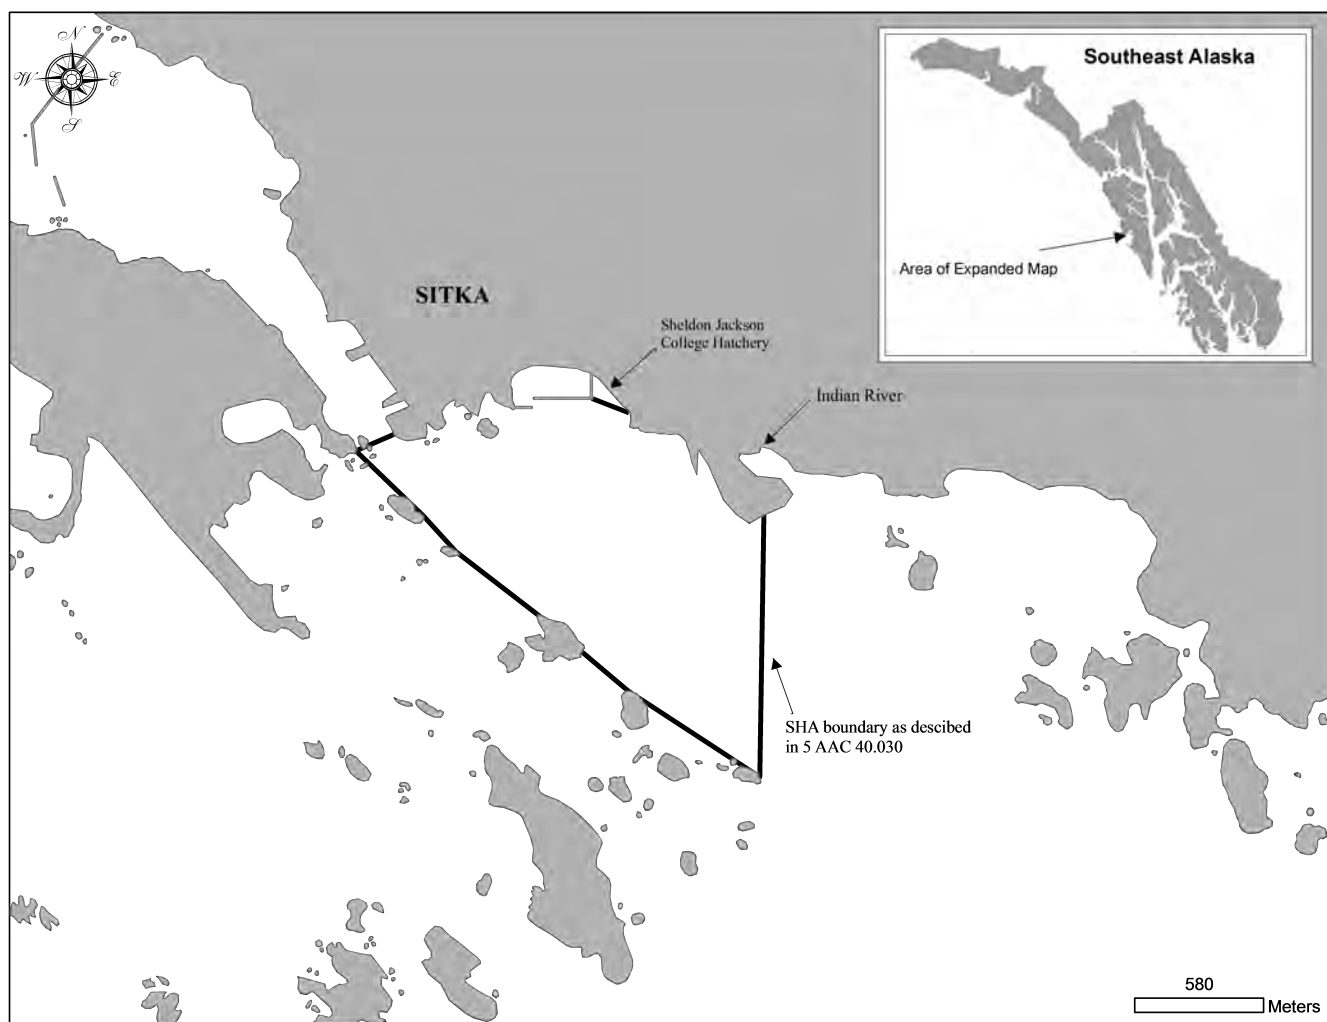 N
W
E
S
Southeast Alaska
Area of Expanded Map
SITKA
Sheldon Jackson
College Hatchery
Indian River
SHA boundary as descibed
in 5 AAC 40.030
580
Meters